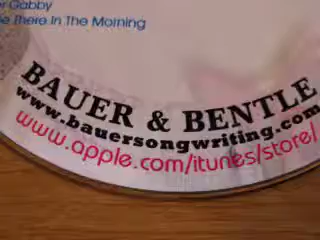 Gabby
There In The Morning
BAUER & BENTLE
www.bauersongwriting.com
www.apple.com/itunes/store/